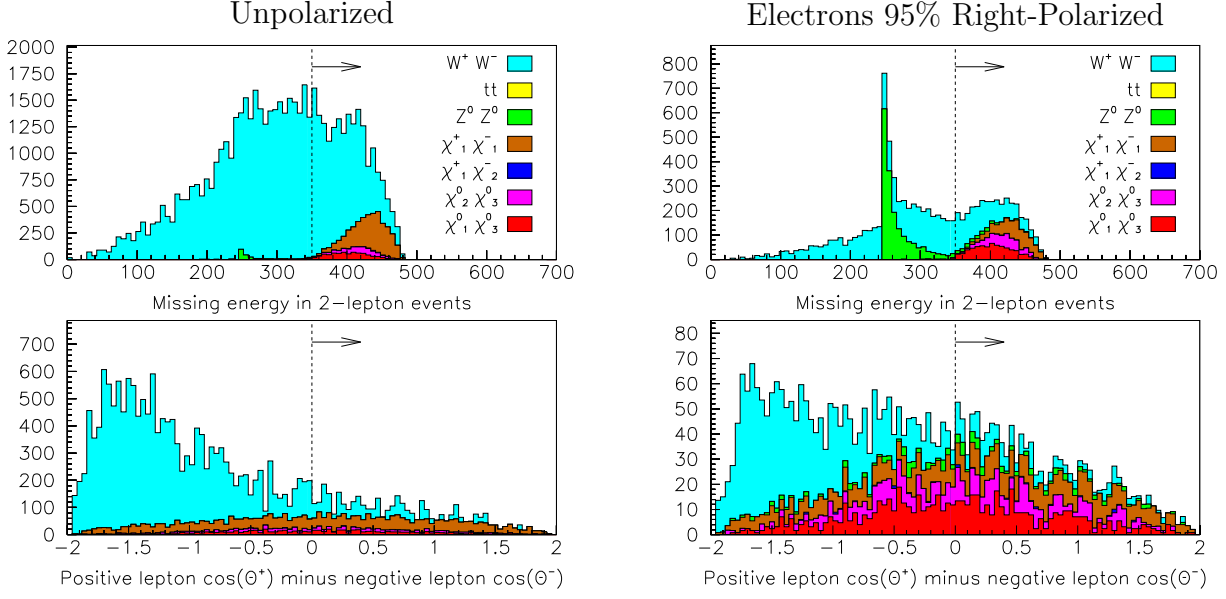 Unpolarized
Electrons 95% Right-Polarized
2000
1750
1500
1250
1000
750
500
250
0
W⁺ W⁻
tt
Z⁰ Z⁰
χ⁺₁ χ⁻₁
χ⁺₁ χ⁻₂
χ⁰₂ χ⁰₃
χ⁰₁ χ⁰₃
0 100 200 300 400 500 600 700
Missing energy in 2-lepton events
800
700
600
500
400
300
200
100
0
W⁺ W⁻
tt
Z⁰ Z⁰
χ⁺₁ χ⁻₁
χ⁺₁ χ⁻₂
χ⁰₂ χ⁰₃
χ⁰₁ χ⁰₃
0 100 200 300 400 500 600 700
Missing energy in 2-lepton events
700
600
500
400
300
200
100
0
-2 -1.5 -1 -0.5 0 0.5 1 1.5 2
Positive lepton cos(Θ⁺) minus negative lepton cos(Θ⁻)
80
70
60
50
40
30
20
10
0
-2 -1.5 -1 -0.5 0 0.5 1 1.5 2
Positive lepton cos(Θ⁺) minus negative lepton cos(Θ⁻)